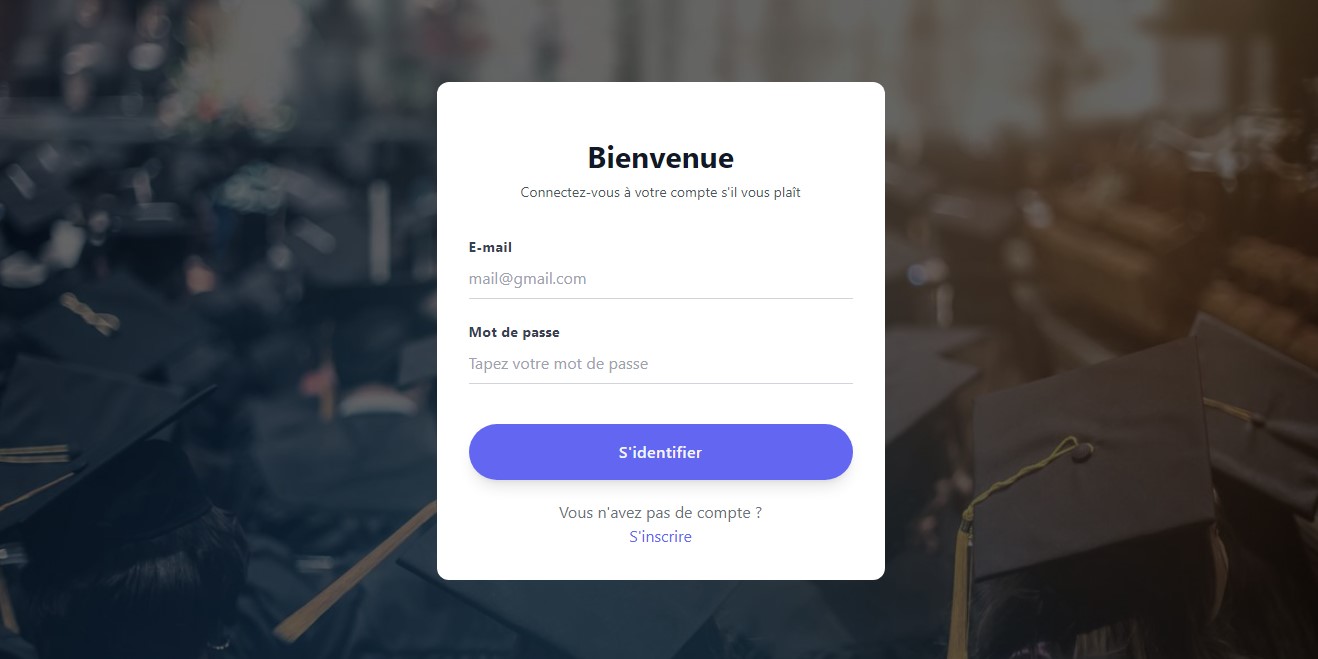 Bienvenue
Connectez-vous à votre compte s'il vous plaît
E-mail
mail@gmail.com
Mot de passe
Tapez votre mot de passe
S'identifier
Vous n'avez pas de compte ?
S'inscrire